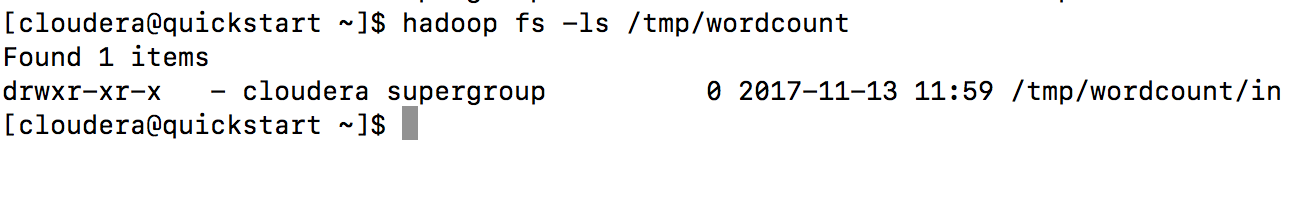 [cloudera@quickstart ~]$ hadoop fs -ls /tmp/wordcount
Found 1 items
drwxr-xr-x   - cloudera supergroup          0 2017-11-13 11:59 /tmp/wordcount/in
[cloudera@quickstart ~]$